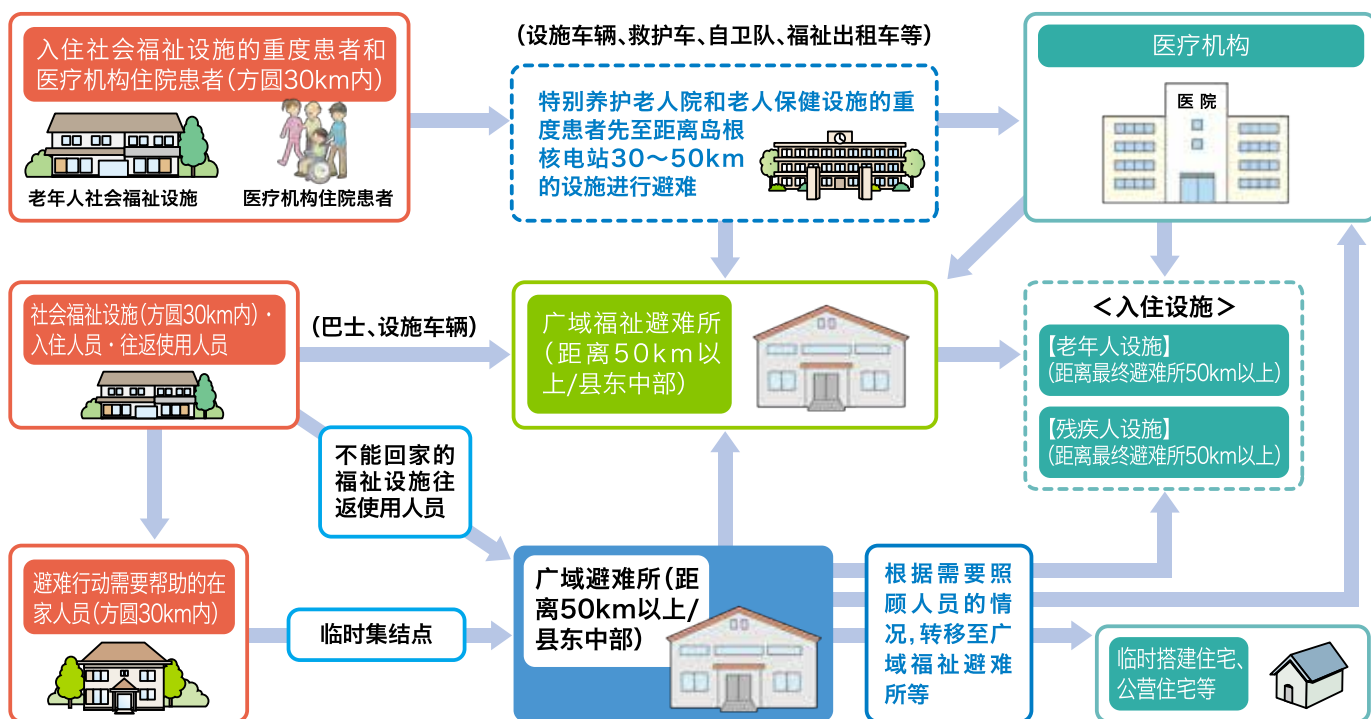 入住社会福祉设施的重度患者和
医疗机构住院患者(方圆30km内)
老年人社会福祉设施
医疗机构住院患者
(设施车辆、救护车、自卫队、福祉出租车等)
特别养护老人院和老人保健设施的重
度患者先至距离岛根
核电站30～50km
的设施进行避难
医疗机构
医院
社会福祉设施(方圆30km内)・
入住人员・往返使用人员
(巴士、设施车辆)
广域福祉避难所
(距离50km以
上/县东中部)
＜入住设施＞
【老年人设施】
(距离最终避难所50km以上)
【残疾人设施】
(距离最终避难所50km以上)
不能回家的
福祉设施往
返使用人员
避难行动需要帮助的在
家人员(方圆30km内)
临时集结点
广域避难所(距
离50km以上/
县东中部)
根据需要照
顾人员的情
况,转移至广
域福祉避难
所等
临时搭建住宅、
公营住宅等